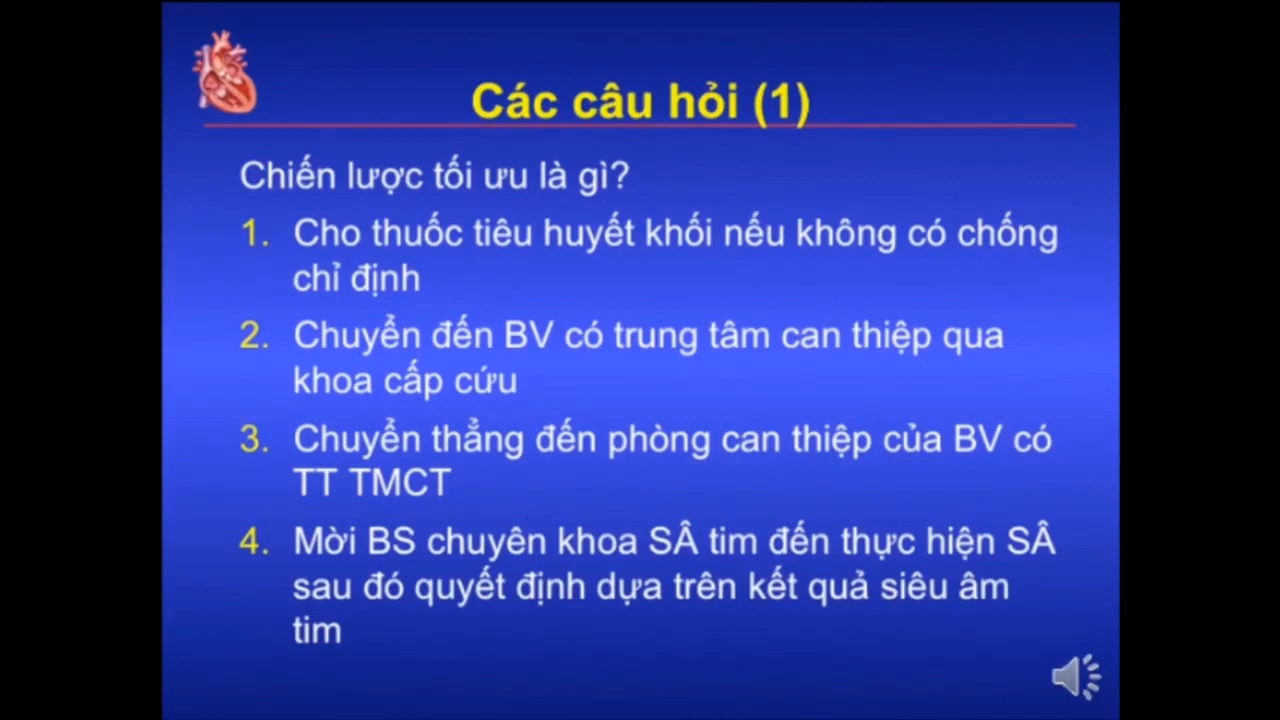 Các câu hỏi (1)
Chiến lược tối ưu là gì?
1. Cho thuốc tiêu huyết khối nếu không có chống
chỉ định
2. Chuyển đến BV có trung tâm can thiệp qua
khoa cấp cứu
3. Chuyển thẳng đến phòng can thiệp của BV có
TT TMCT
4. Mời BS chuyên khoa SÂ tim đến thực hiện SÂ
sau đó quyết định dựa trên kết quả siêu âm
tim